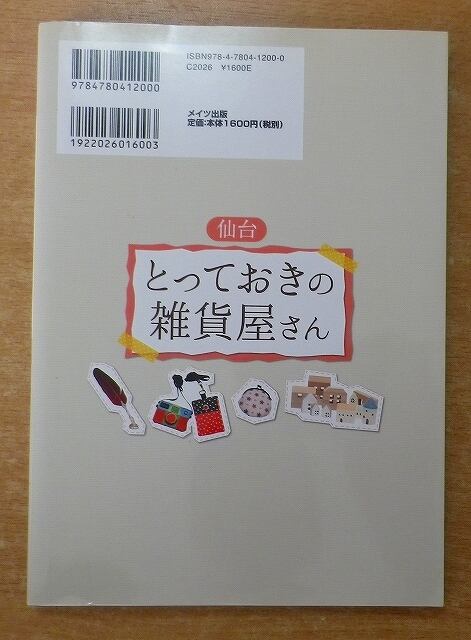 ISBN978-4-7804-1200-0
C2026 ¥1600E
9784780412000
メイツ出版
定価:本体1600円(税別)
1922026016003
仙台
とっておきの
雑貨屋さん